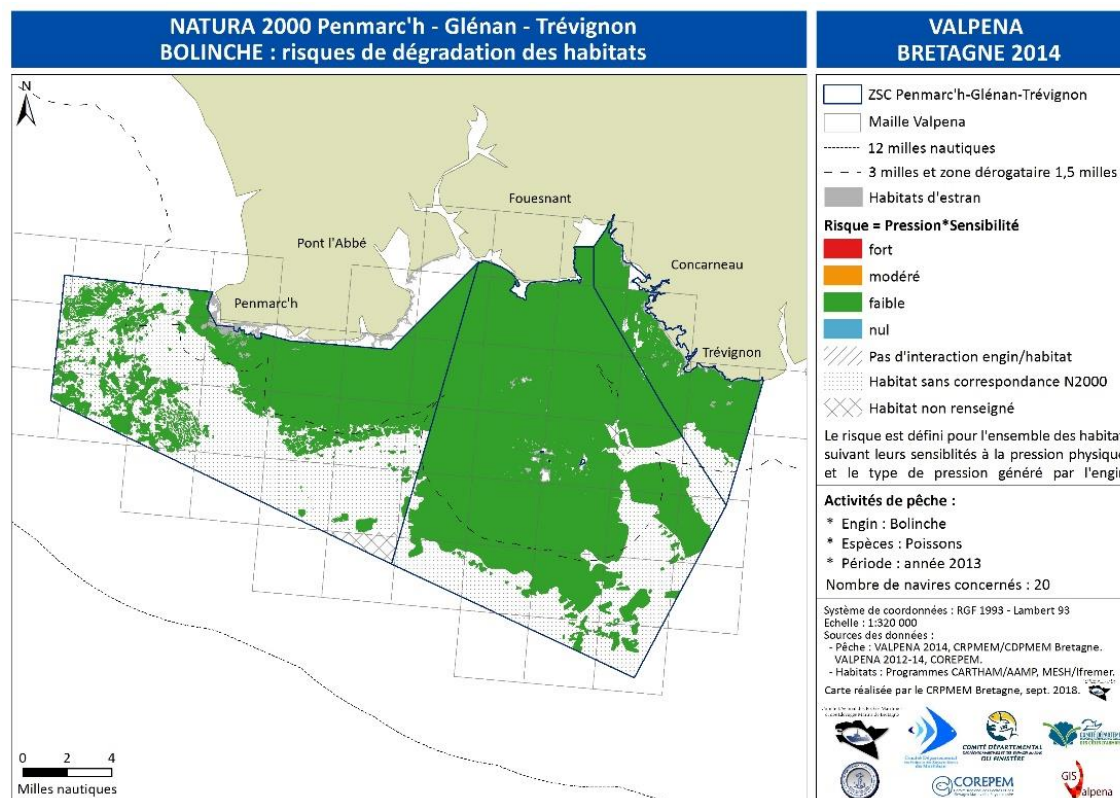 NATURA 2000 Penmarc'h - Glénan - Trévignon
BOLINCHE : risques de dégradation des habitats
VALPENA
BRETAGNE 2014
N
Fouesnant
Pont l'Abbé
Concarneau
Penmarc'h
Trévignon
0 2 4
Milles nautiques
ZSC Penmarc'h-Glénan-Trévignon
Maille Valpena
12 milles nautiques
3 milles et zone dérogataire 1,5 milles
Habitats d'estran
Risque = Pression*Sensibilité
fort
modéré
faible
nul
Pas d'interaction engin/habitat
Habitat sans correspondance N2000
Habitat non renseigné
Le risque est défini pour l'ensemble des habitat
suivant leurs sensiblités à la pression physique
et le type de pression généré par l'engin
Activités de pêche :
* Engin : Bolinche
* Espèces : Poissons
* Période : année 2013
Nombre de navires concernés : 20
Système de coordonnées : RGF 1993 - Lambert 93
Echelle : 1:320 000
Sources des données :
- Pêche : VALPENA 2014, CRPMEM/CDPMEM Bretagne.
VALPENA 2012-14, COREPEM.
- Habitats : Programmes CARTHAM/AAMP, MESH/Ifremer.
Carte réalisée par le CRPMEM Bretagne, sept. 2018.
COMITÉ DÉPARTEMENTAL
DU FINISTÈRE
COREPEM
GIS
Valpena